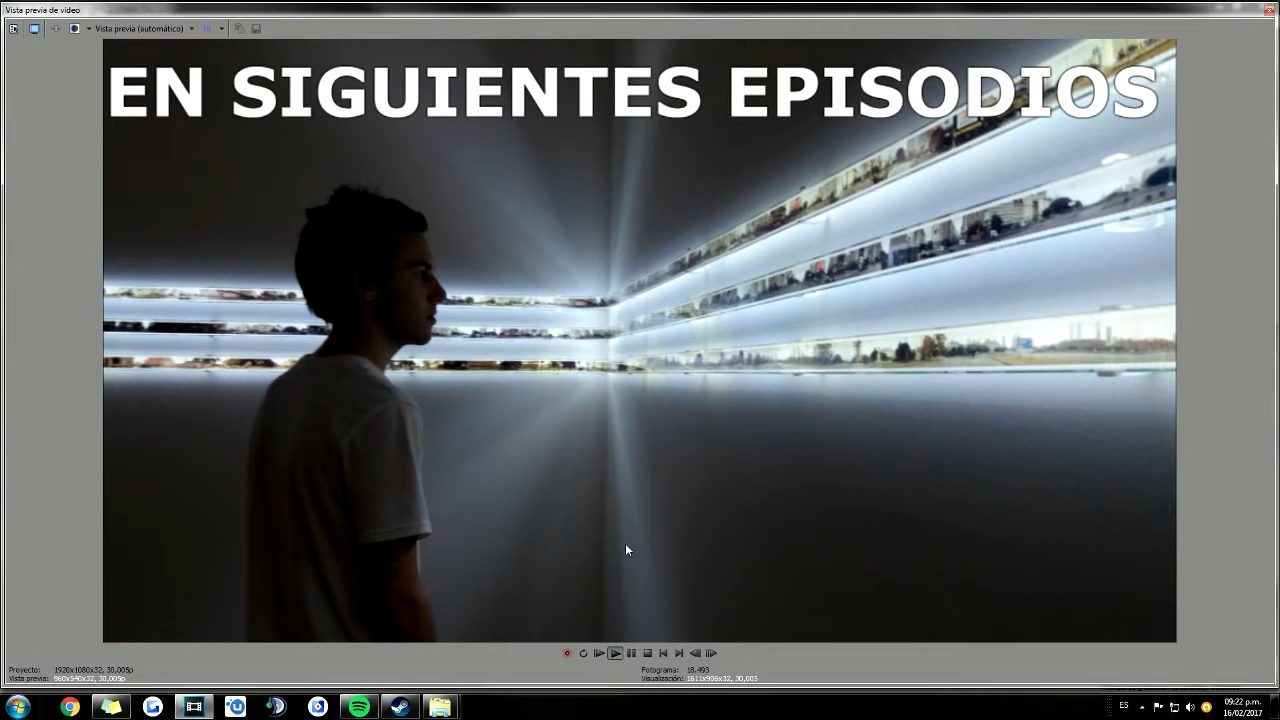 Vista previa de vídeo
Vista previa (automático)
EN SIGUIENTES EPISODIOS
Proyecto: 1920x1080x32, 30,005p
Vista previa: 960x540x32, 30,005p
Fotograma: 18.493
Visualización: 1611x906x32, 30,005
ES
09:22 p.m.
16/02/2017